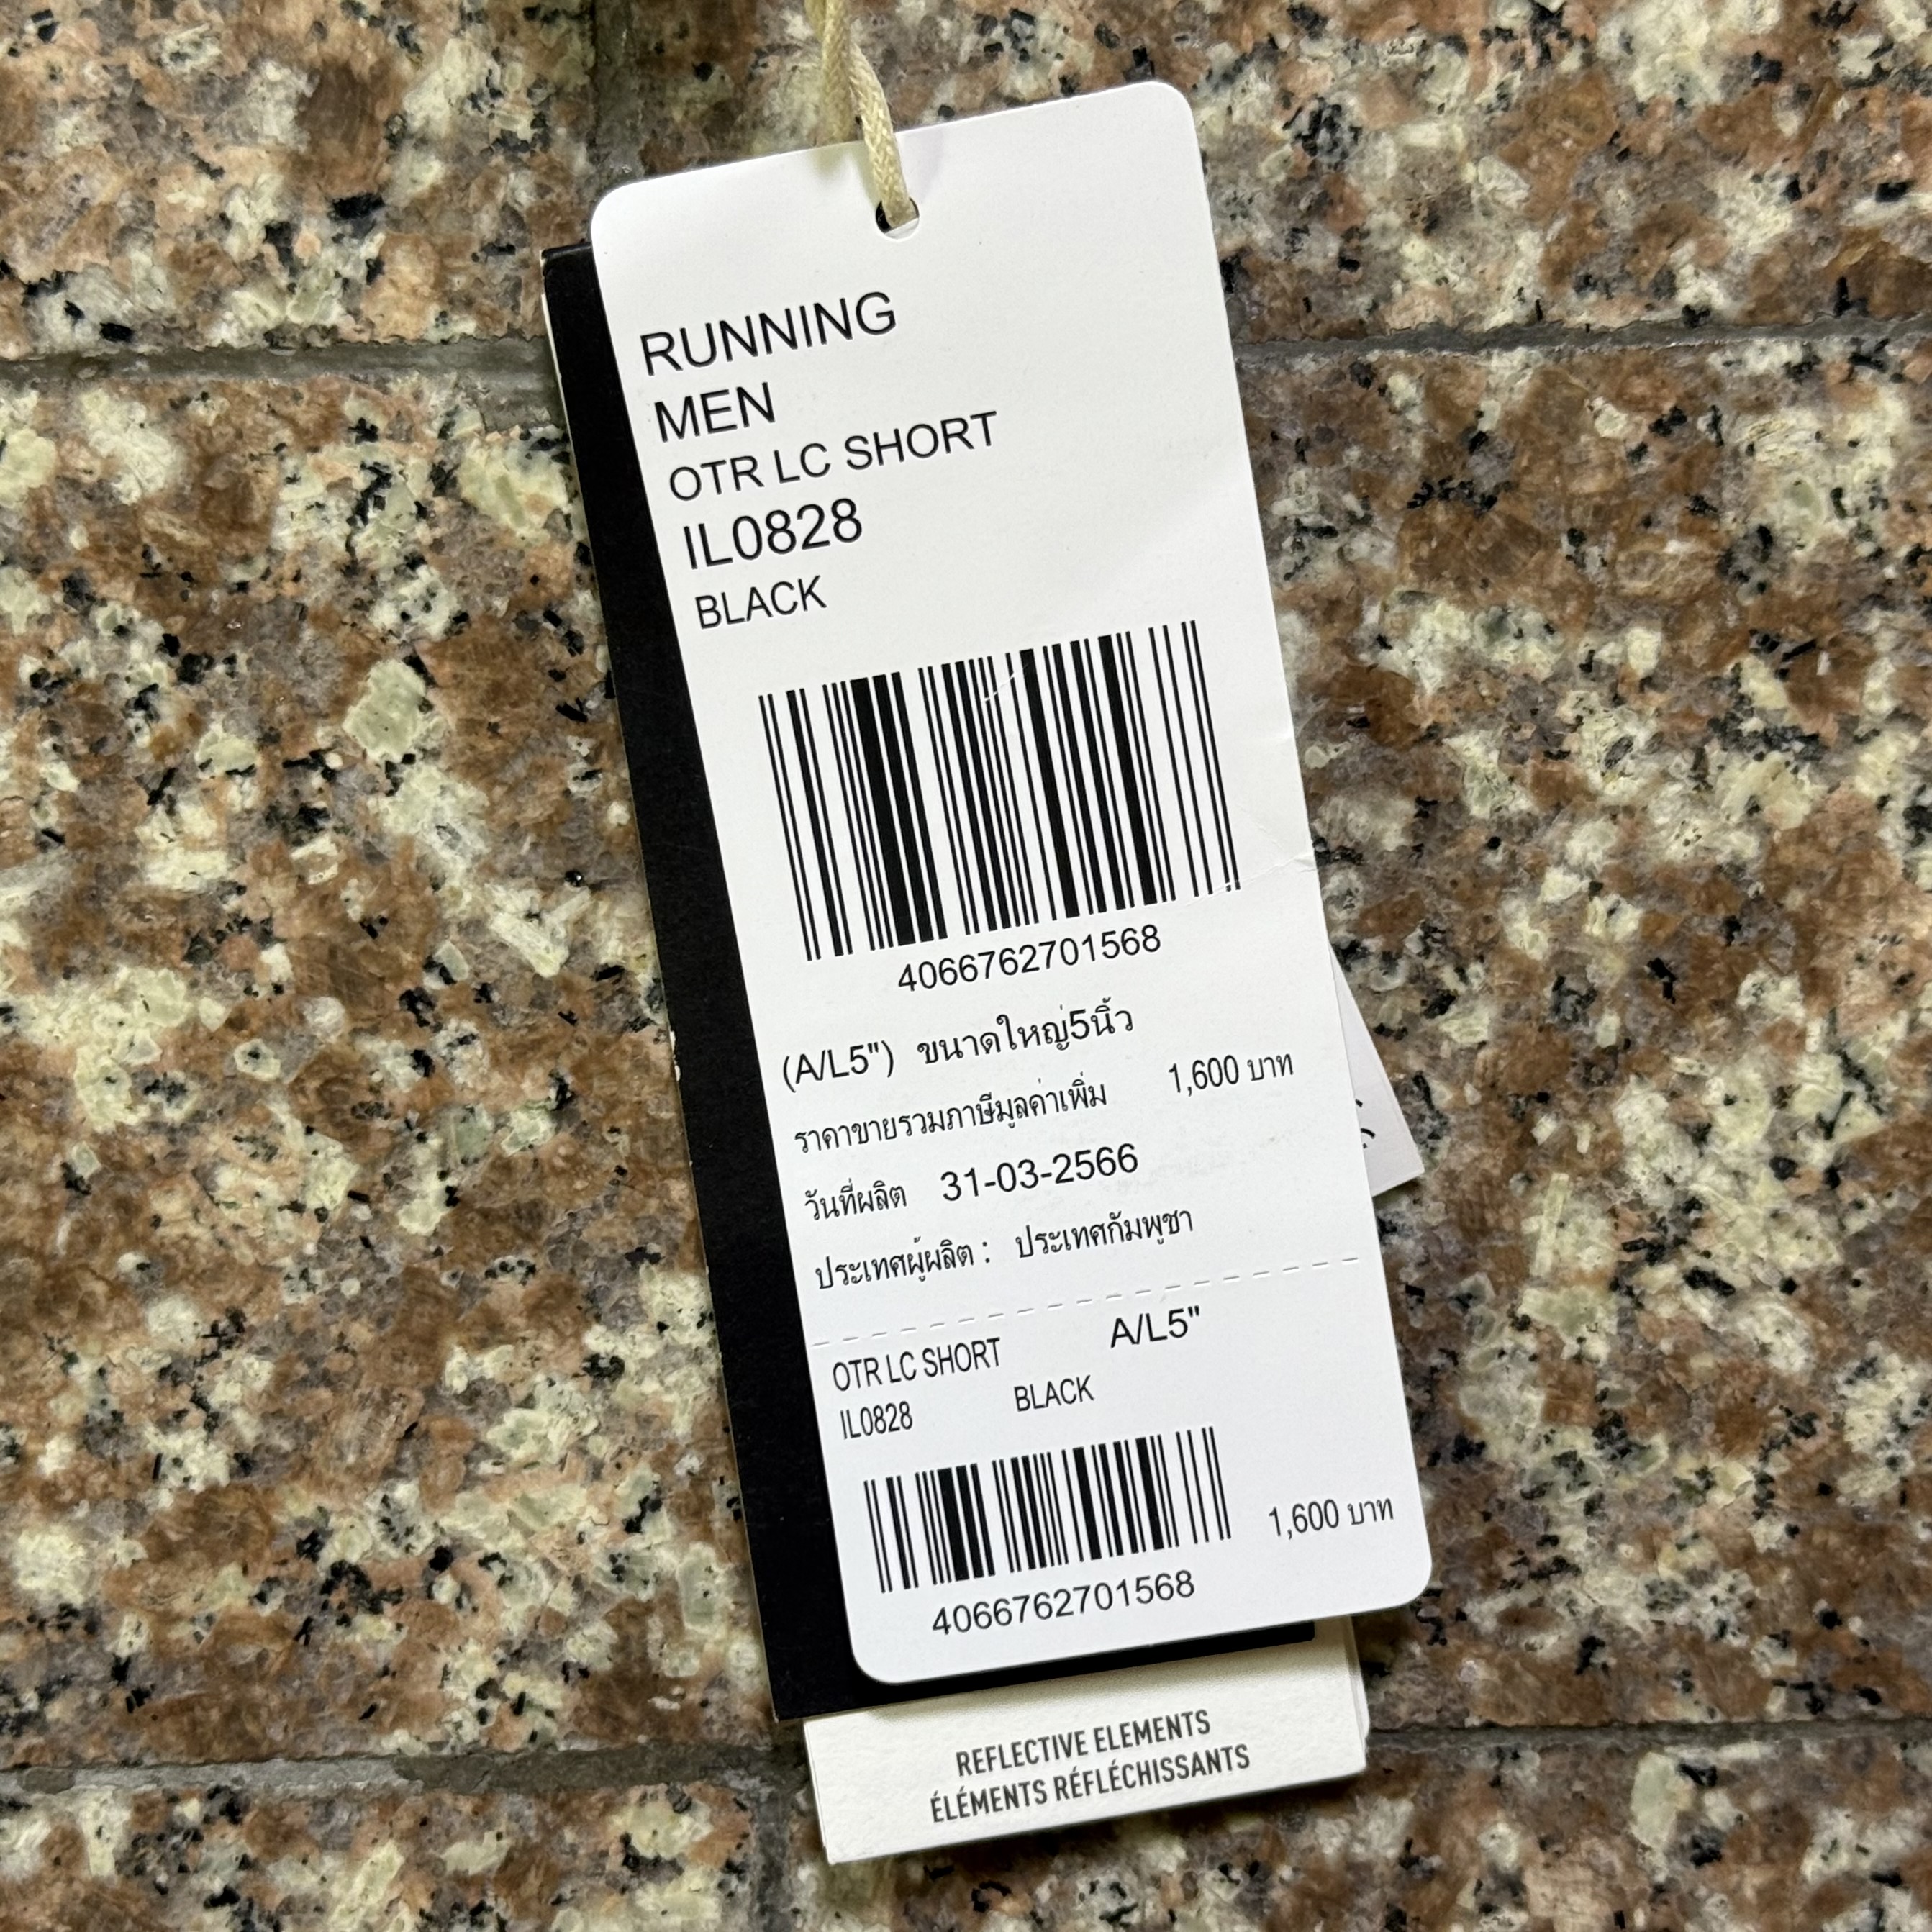 RUNNING
MEN
OTR LC SHORT
IL0828
BLACK
4066762701568
(A/L5") ขนาดใหญ่5นิ้ว
ราคาขายรวมภาษีมูลค่าเพิ่ม 1,600 บาท
วันที่ผลิต 31-03-2566
ประเทศผู้ผลิต : ประเทศกัมพูชา
OTR LC SHORT A/L5"
IL0828 BLACK
1,600 บาท
4066762701568
REFLECTIVE ELEMENTS
ÉLÉMENTS RÉFLÉCHISSANTS